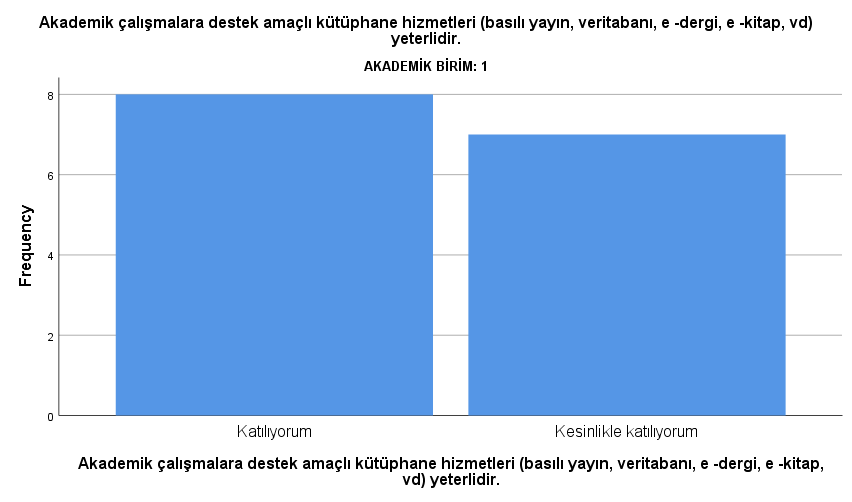 Akademik çalışmalara destek amaçlı kütüphane hizmetleri (basılı yayın, veritabanı, e -dergi, e -kitap, vd)
yeterlidir.
AKADEMİK BİRİM: 1
8
6
4
2
0
Frequency
Katılıyorum
Kesinlikle katılıyorum
Akademik çalışmalara destek amaçlı kütüphane hizmetleri (basılı yayın, veritabanı, e -dergi, e -kitap,
vd) yeterlidir.